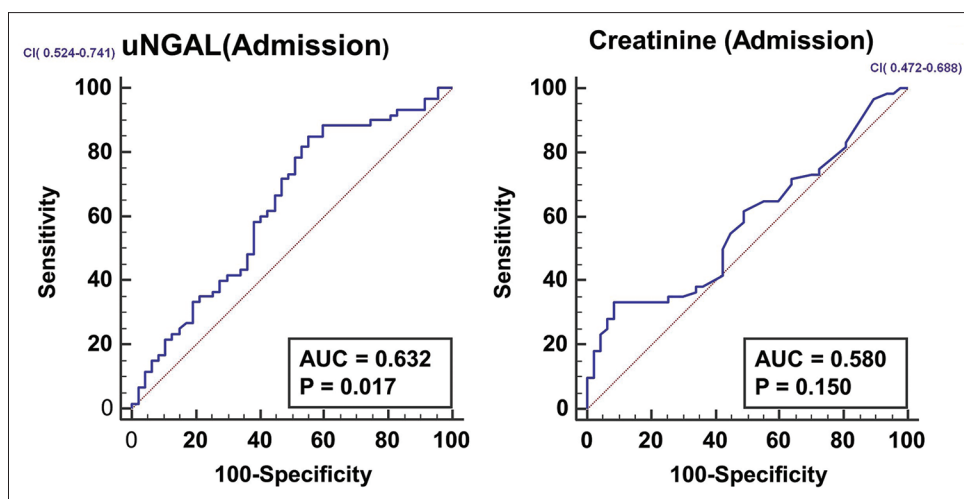 CI( 0.524-0.741)
uNGAL(Admission)
100
80
60
40
20
0
Sensitivity
0 20 40 60 80 100
100-Specificity
AUC = 0.632
P = 0.017
Creatinine (Admission)
CI(0.472-0.688)
100
80
60
40
20
0
Sensitivity
0 20 40 60 80 100
100-Specificity
AUC = 0.580
P = 0.150